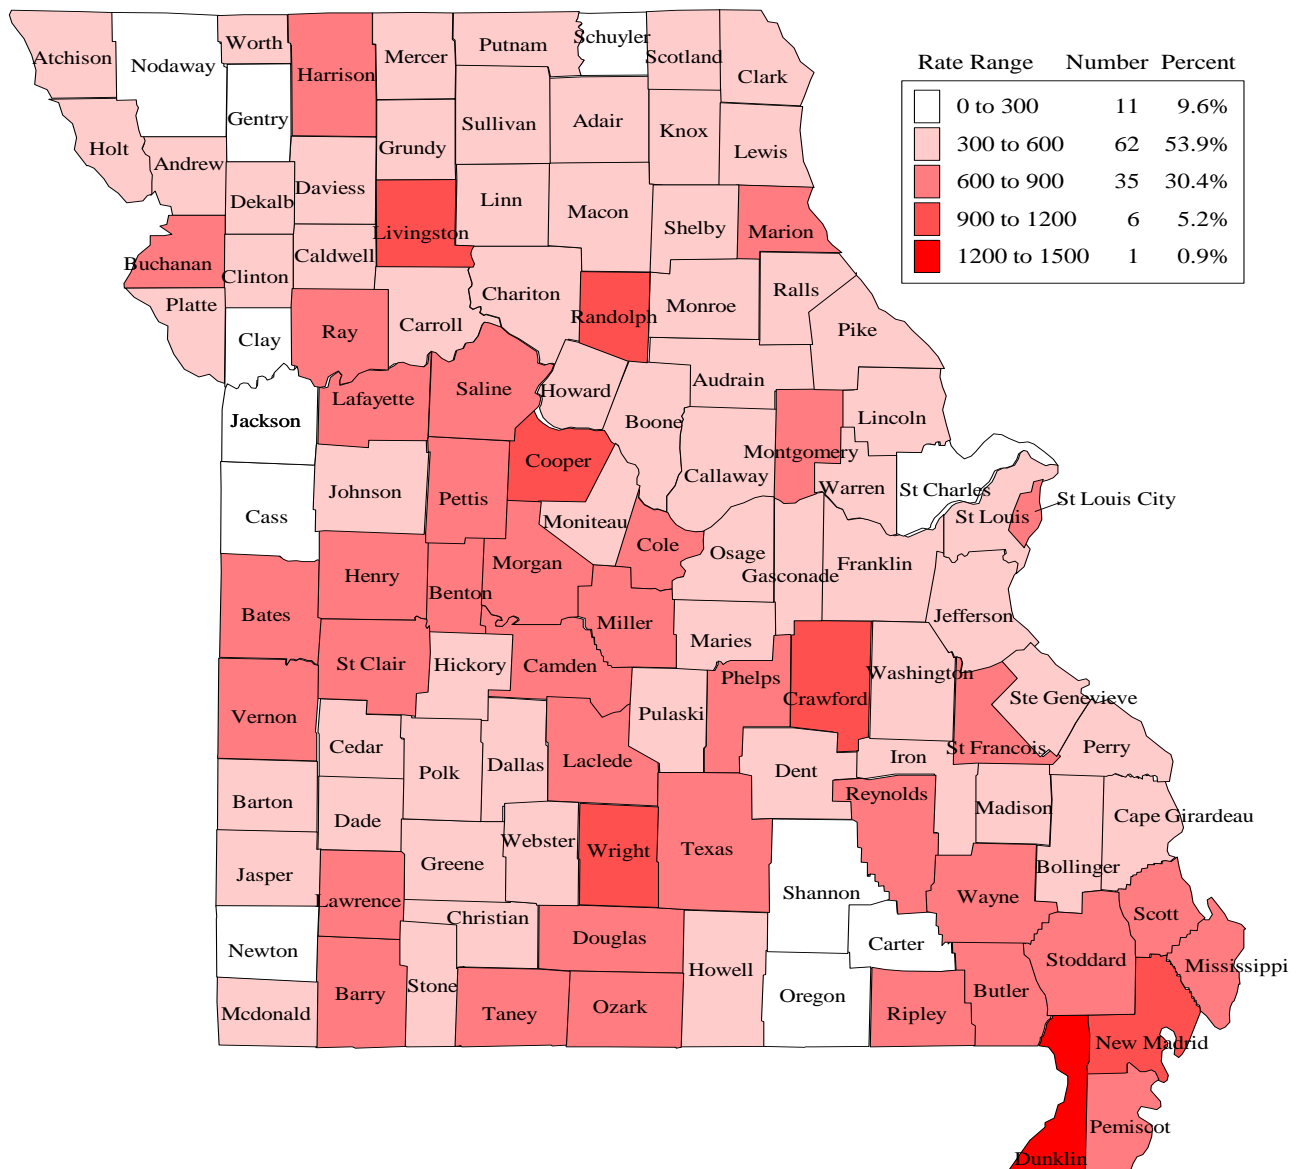 Schuyler
Worth
Putnam
Atchison
Mercer
Scotland
Nodaway
Harrison
Clark
Gentry
Sullivan
Adair
Knox
Holt
Grundy
Lewis
Andrew
Daviess
Dekalb
Linn
Macon
Shelby
Marion
Livingston
Caldwell
Buchanan
Clinton
Chariton
Ralls
Platte
Monroe
Randolph
Carroll
Ray
Pike
Clay
Audrain
Saline
Howard
Lafayette
Lincoln
Jackson
Boone
Montgomery
Cooper
Callaway
Warren
St Charles
Johnson
Pettis
St Louis City
Cass
St Louis
Moniteau
Cole
Osage
Morgan
Franklin
Henry
Gasconade
Benton
Bates
Jefferson
Miller
Maries
St Clair
Hickory
Camden
Washington
Phelps
Crawford
Ste Genevieve
Vernon
Pulaski
Cedar
St Francois
Perry
Iron
Laclede
Dallas
Polk
Dent
Reynolds
Barton
Madison
Cape Girardeau
Dade
Webster
Wright
Texas
Greene
Bollinger
Jasper
Shannon
Wayne
Lawrence
Scott
Christian
Douglas
Carter
Newton
Stoddard
Howell
Mississippi
Stone
Barry
Butler
Oregon
Ozark
Mcdonald
Taney
Ripley
New Madrid
Pemiscot
Dunklin
Rate Range Number Percent
0 to 300 11 9.6%
300 to 600 62 53.9%
600 to 900 35 30.4%
900 to 1200 6 5.2%
1200 to 1500 1 0.9%